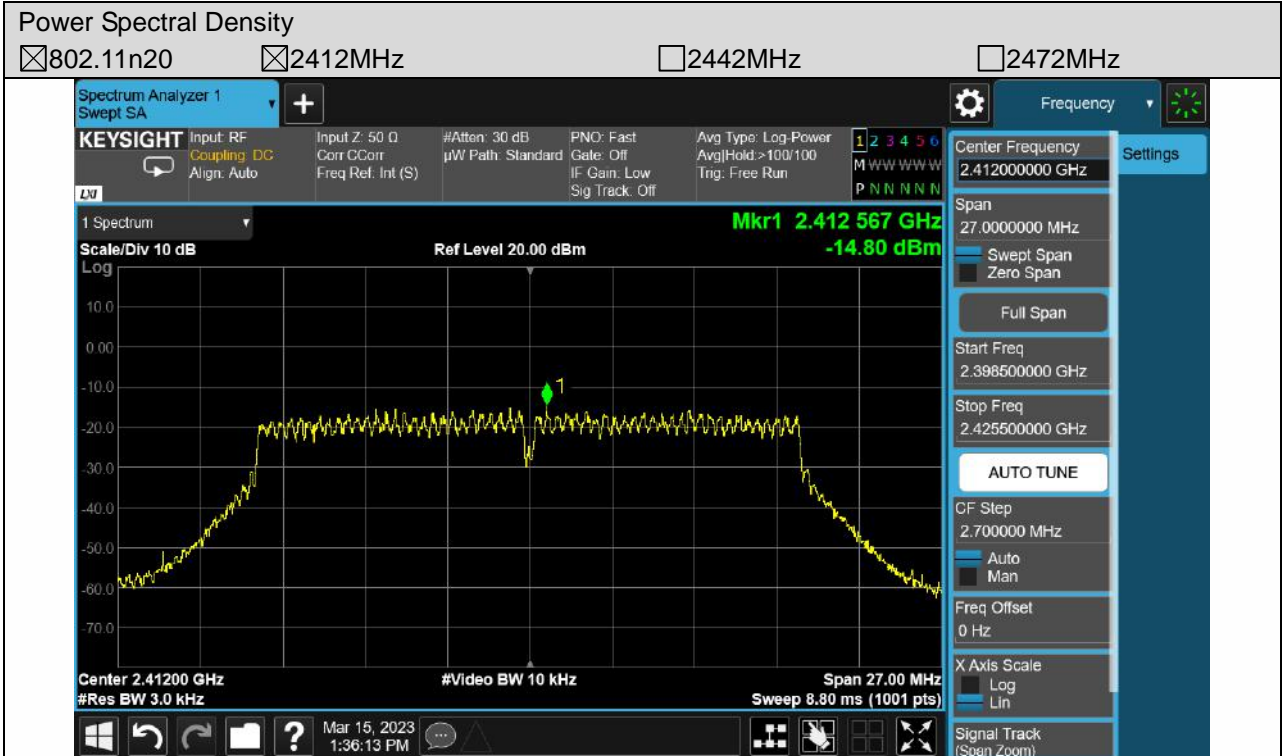 Power Spectral Density
☒802.11n20 ☒2412MHz ☐2442MHz ☐2472MHz
Spectrum Analyzer 1
Swept SA
+
Frequency
KEYSIGHT
LXI
Input: RF
Coupling: DC
Align: Auto
Input Z: 50 Ω
Corr CCorr
Freq Ref: Int (S)
#Atten: 30 dB
µW Path: Standard
PNO: Fast
Gate: Off
IF Gain: Low
Sig Track: Off
Avg Type: Log-Power
Avg|Hold:>100/100
Trig: Free Run
1 2 3 4 5 6
M W W W W W
P N N N N N
Center Frequency
2.412000000 GHz
Settings
Span
27.0000000 MHz
Swept Span
Zero Span
Full Span
Start Freq
2.398500000 GHz
Stop Freq
2.425500000 GHz
AUTO TUNE
CF Step
2.700000 MHz
Auto
Man
Freq Offset
0 Hz
X Axis Scale
Log
Lin
Signal Track
(Span Zoom)
1 Spectrum
Mkr1 2.412 567 GHz
Scale/Div 10 dB Ref Level 20.00 dBm -14.80 dBm
Log
10.0
0.00
-10.0
1
-20.0
-30.0
-40.0
-50.0
-60.0
-70.0
Center 2.41200 GHz #Video BW 10 kHz Span 27.00 MHz
#Res BW 3.0 kHz Sweep 8.80 ms (1001 pts)
?
Mar 15, 2023
1:36:13 PM